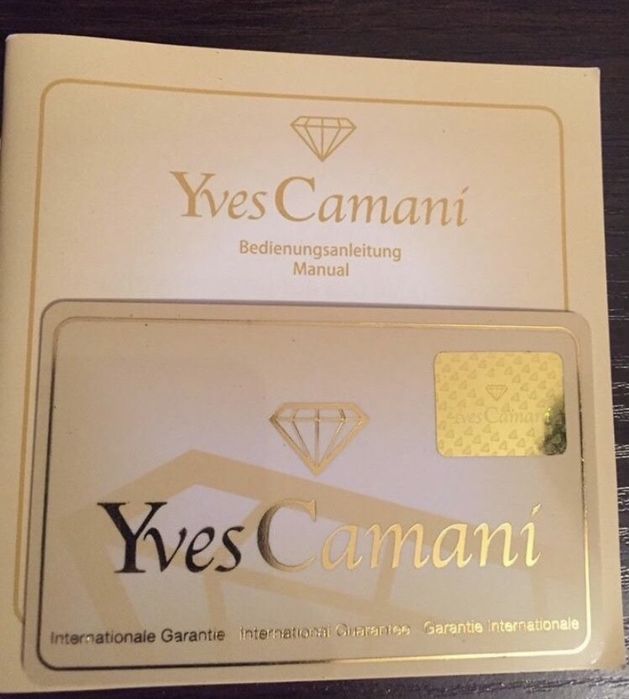 Yves Camani
Bedienungsanleitung
Manual
Yves Camani
Yves Camani
Internationale Garantie International Guarantee Garantie Internationale